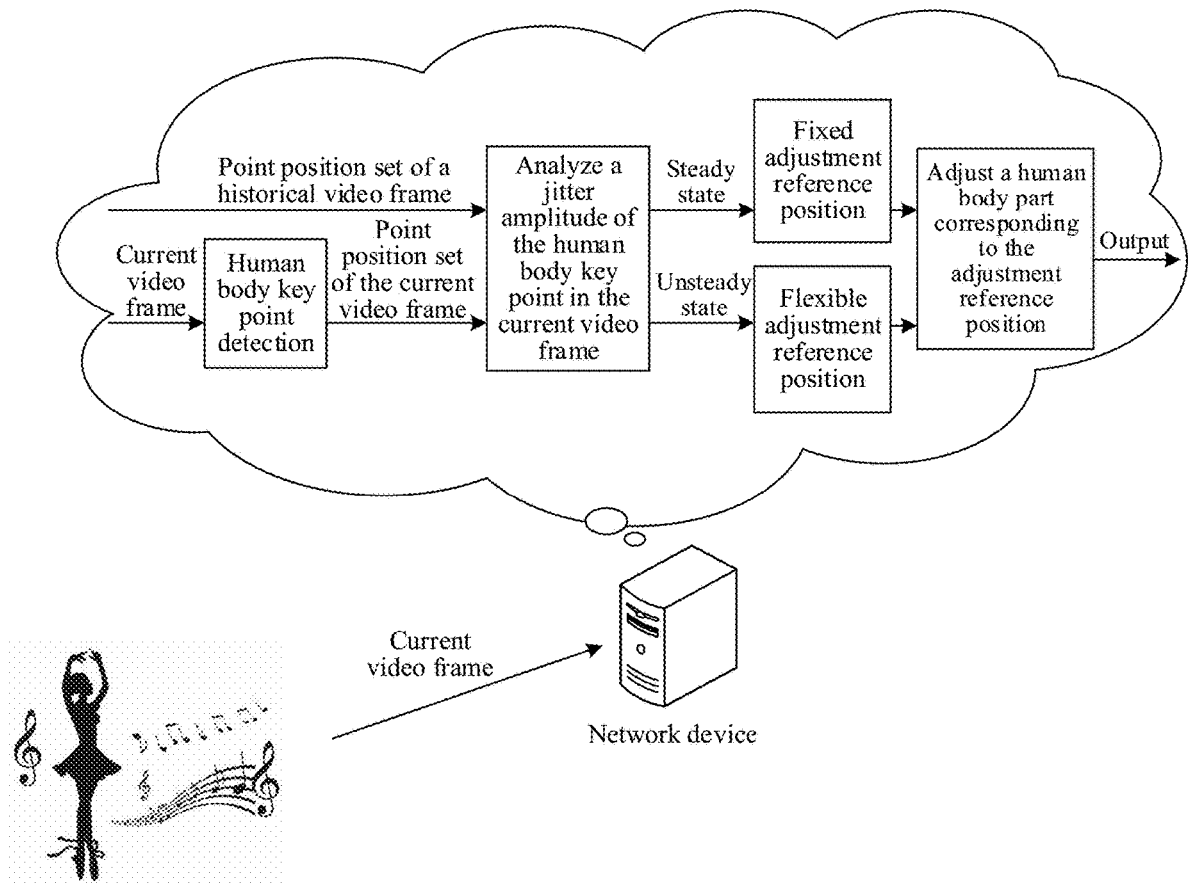 Point position set of a
historical video frame
Current
video
frame
Human
body key
point
detection
Point
position set
of the current
video frame
Analyze a
jitter
amplitude of
the human
body key
point in the
current video
frame
Steady
state
Unsteady
state
Fixed
adjustment
reference
position
Flexible
adjustment
reference
position
Adjust a human
body part
corresponding
to the
adjustment
reference
position
Output
Current
video frame
Network device